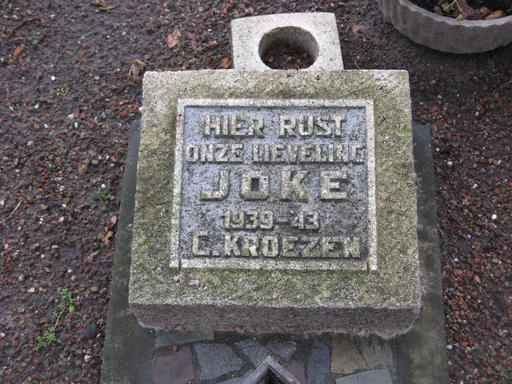 HIER RUST
ONZE LIEVELING
JOKE
1939-43
C. KROEZEN